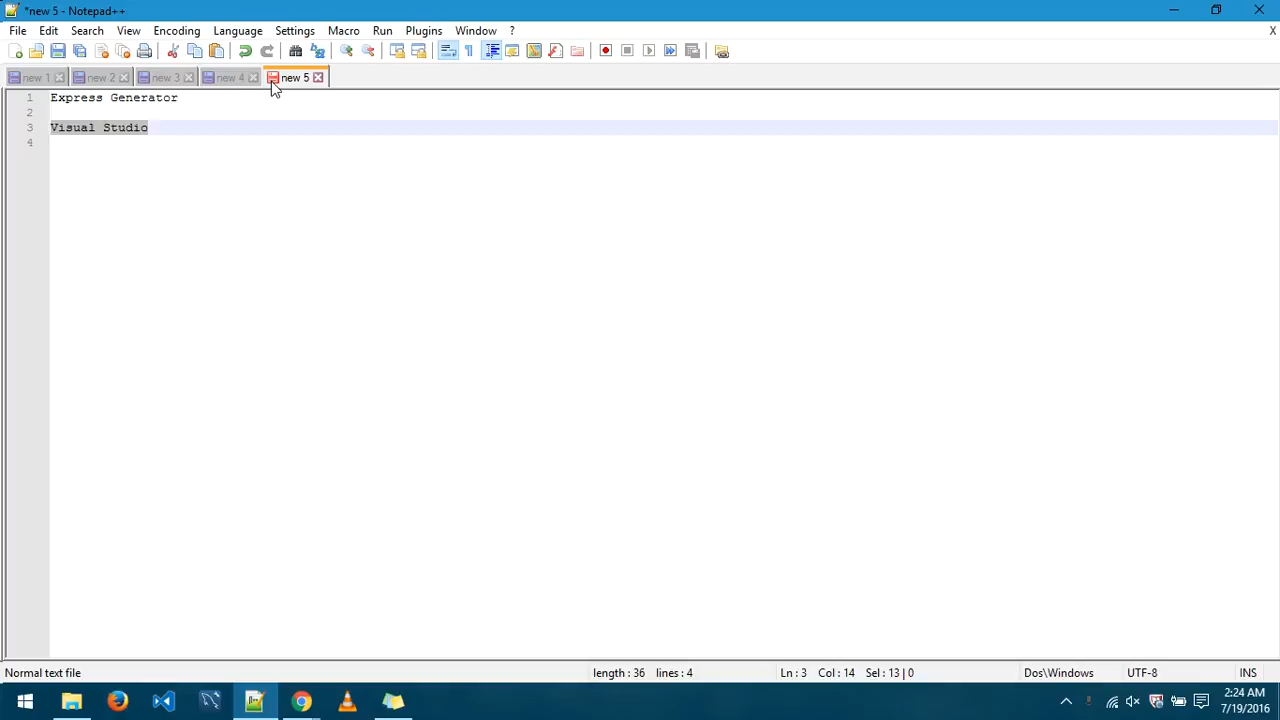 *new 5 - Notepad++
File Edit Search View Encoding Language Settings Macro Run Plugins Window ? X
new 1 new 2 new 3 new 4 new 5
1 Express Generator
2
3 Visual Studio
4
Normal text file length : 36 lines : 4 Ln : 3 Col : 14 Sel : 13 | 0 Dos\Windows UTF-8 INS
2:24 AM
7/19/2016